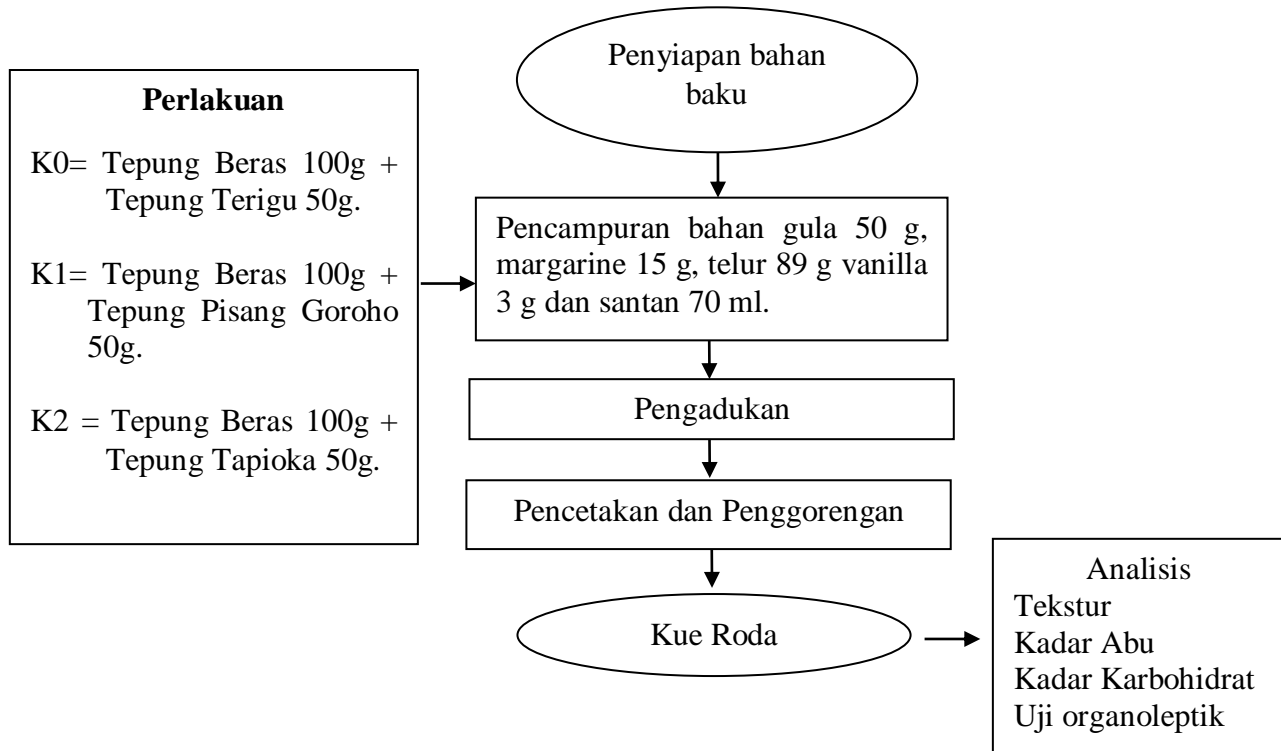 Penyiapan bahan
baku
Perlakuan
K0= Tepung Beras 100g +
Tepung Terigu 50g.
K1= Tepung Beras 100g +
Tepung Pisang Goroho
50g.
K2 = Tepung Beras 100g +
Tepung Tapioka 50g.
Pencampuran bahan gula 50 g,
margarine 15 g, telur 89 g vanilla
3 g dan santan 70 ml.
Pengadukan
Pencetakan dan Penggorengan
Kue Roda
Analisis
Tekstur
Kadar Abu
Kadar Karbohidrat
Uji organoleptik